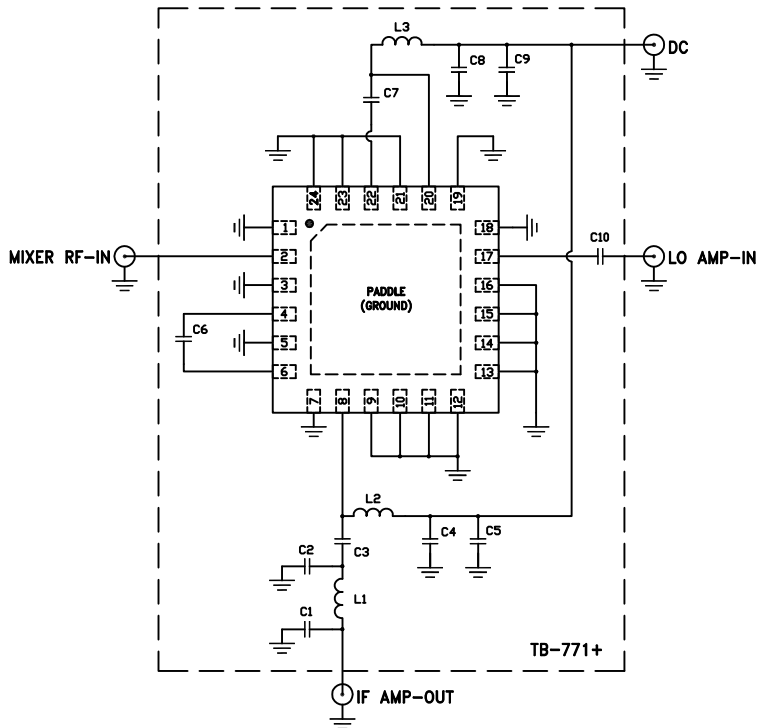 L3
DC
C8
C9
C7
24
23
22
21
20
19
1
18
C10
MIXER RF-IN
2
17
LO AMP-IN
3
16
PADDLE
(GROUND)
4
15
C6
5
14
6
13
7
8
9
10
11
12
L2
C4
C5
C3
C2
L1
C1
TB-771+
IF AMP-OUT